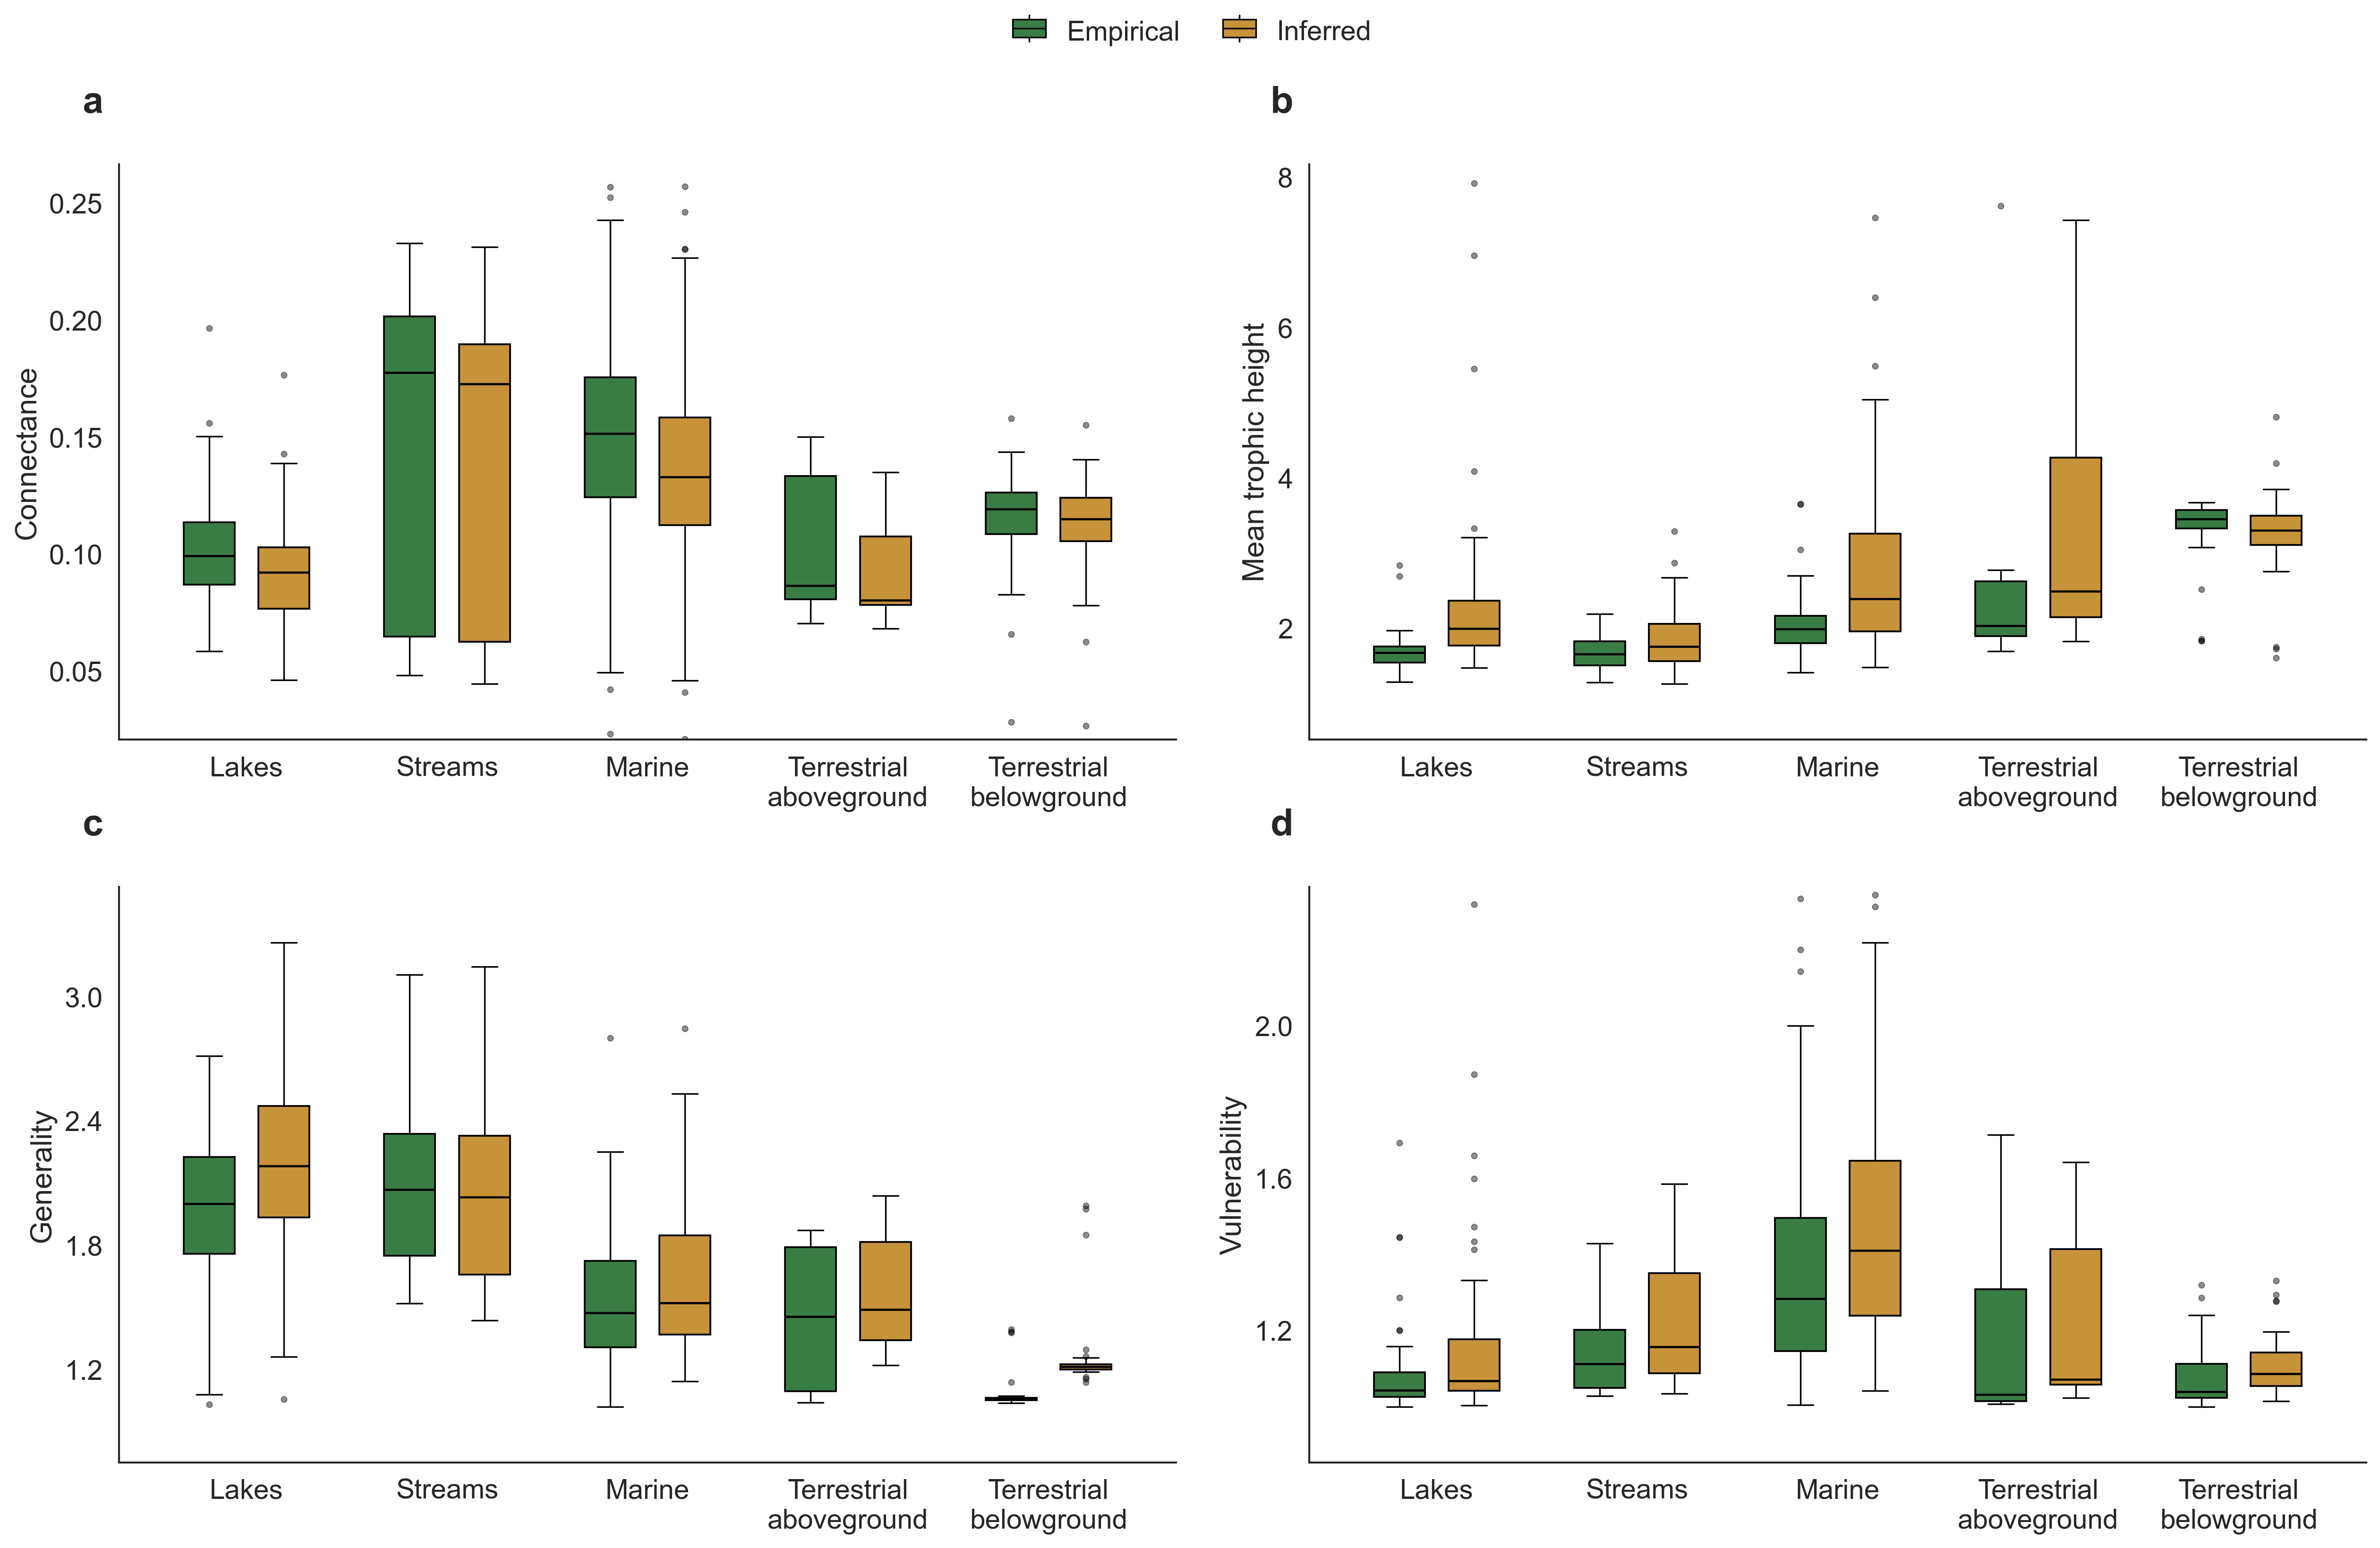 Empirical Inferred
a
Connectance
0.25
0.20
0.15
0.10
0.05
Lakes Streams Marine Terrestrial aboveground Terrestrial belowground
b
Mean trophic height
8
6
4
2
Lakes Streams Marine Terrestrial aboveground Terrestrial belowground
c
Generality
3.0
2.4
1.8
1.2
Lakes Streams Marine Terrestrial aboveground Terrestrial belowground
d
Vulnerability
2.0
1.6
1.2
Lakes Streams Marine Terrestrial aboveground Terrestrial belowground